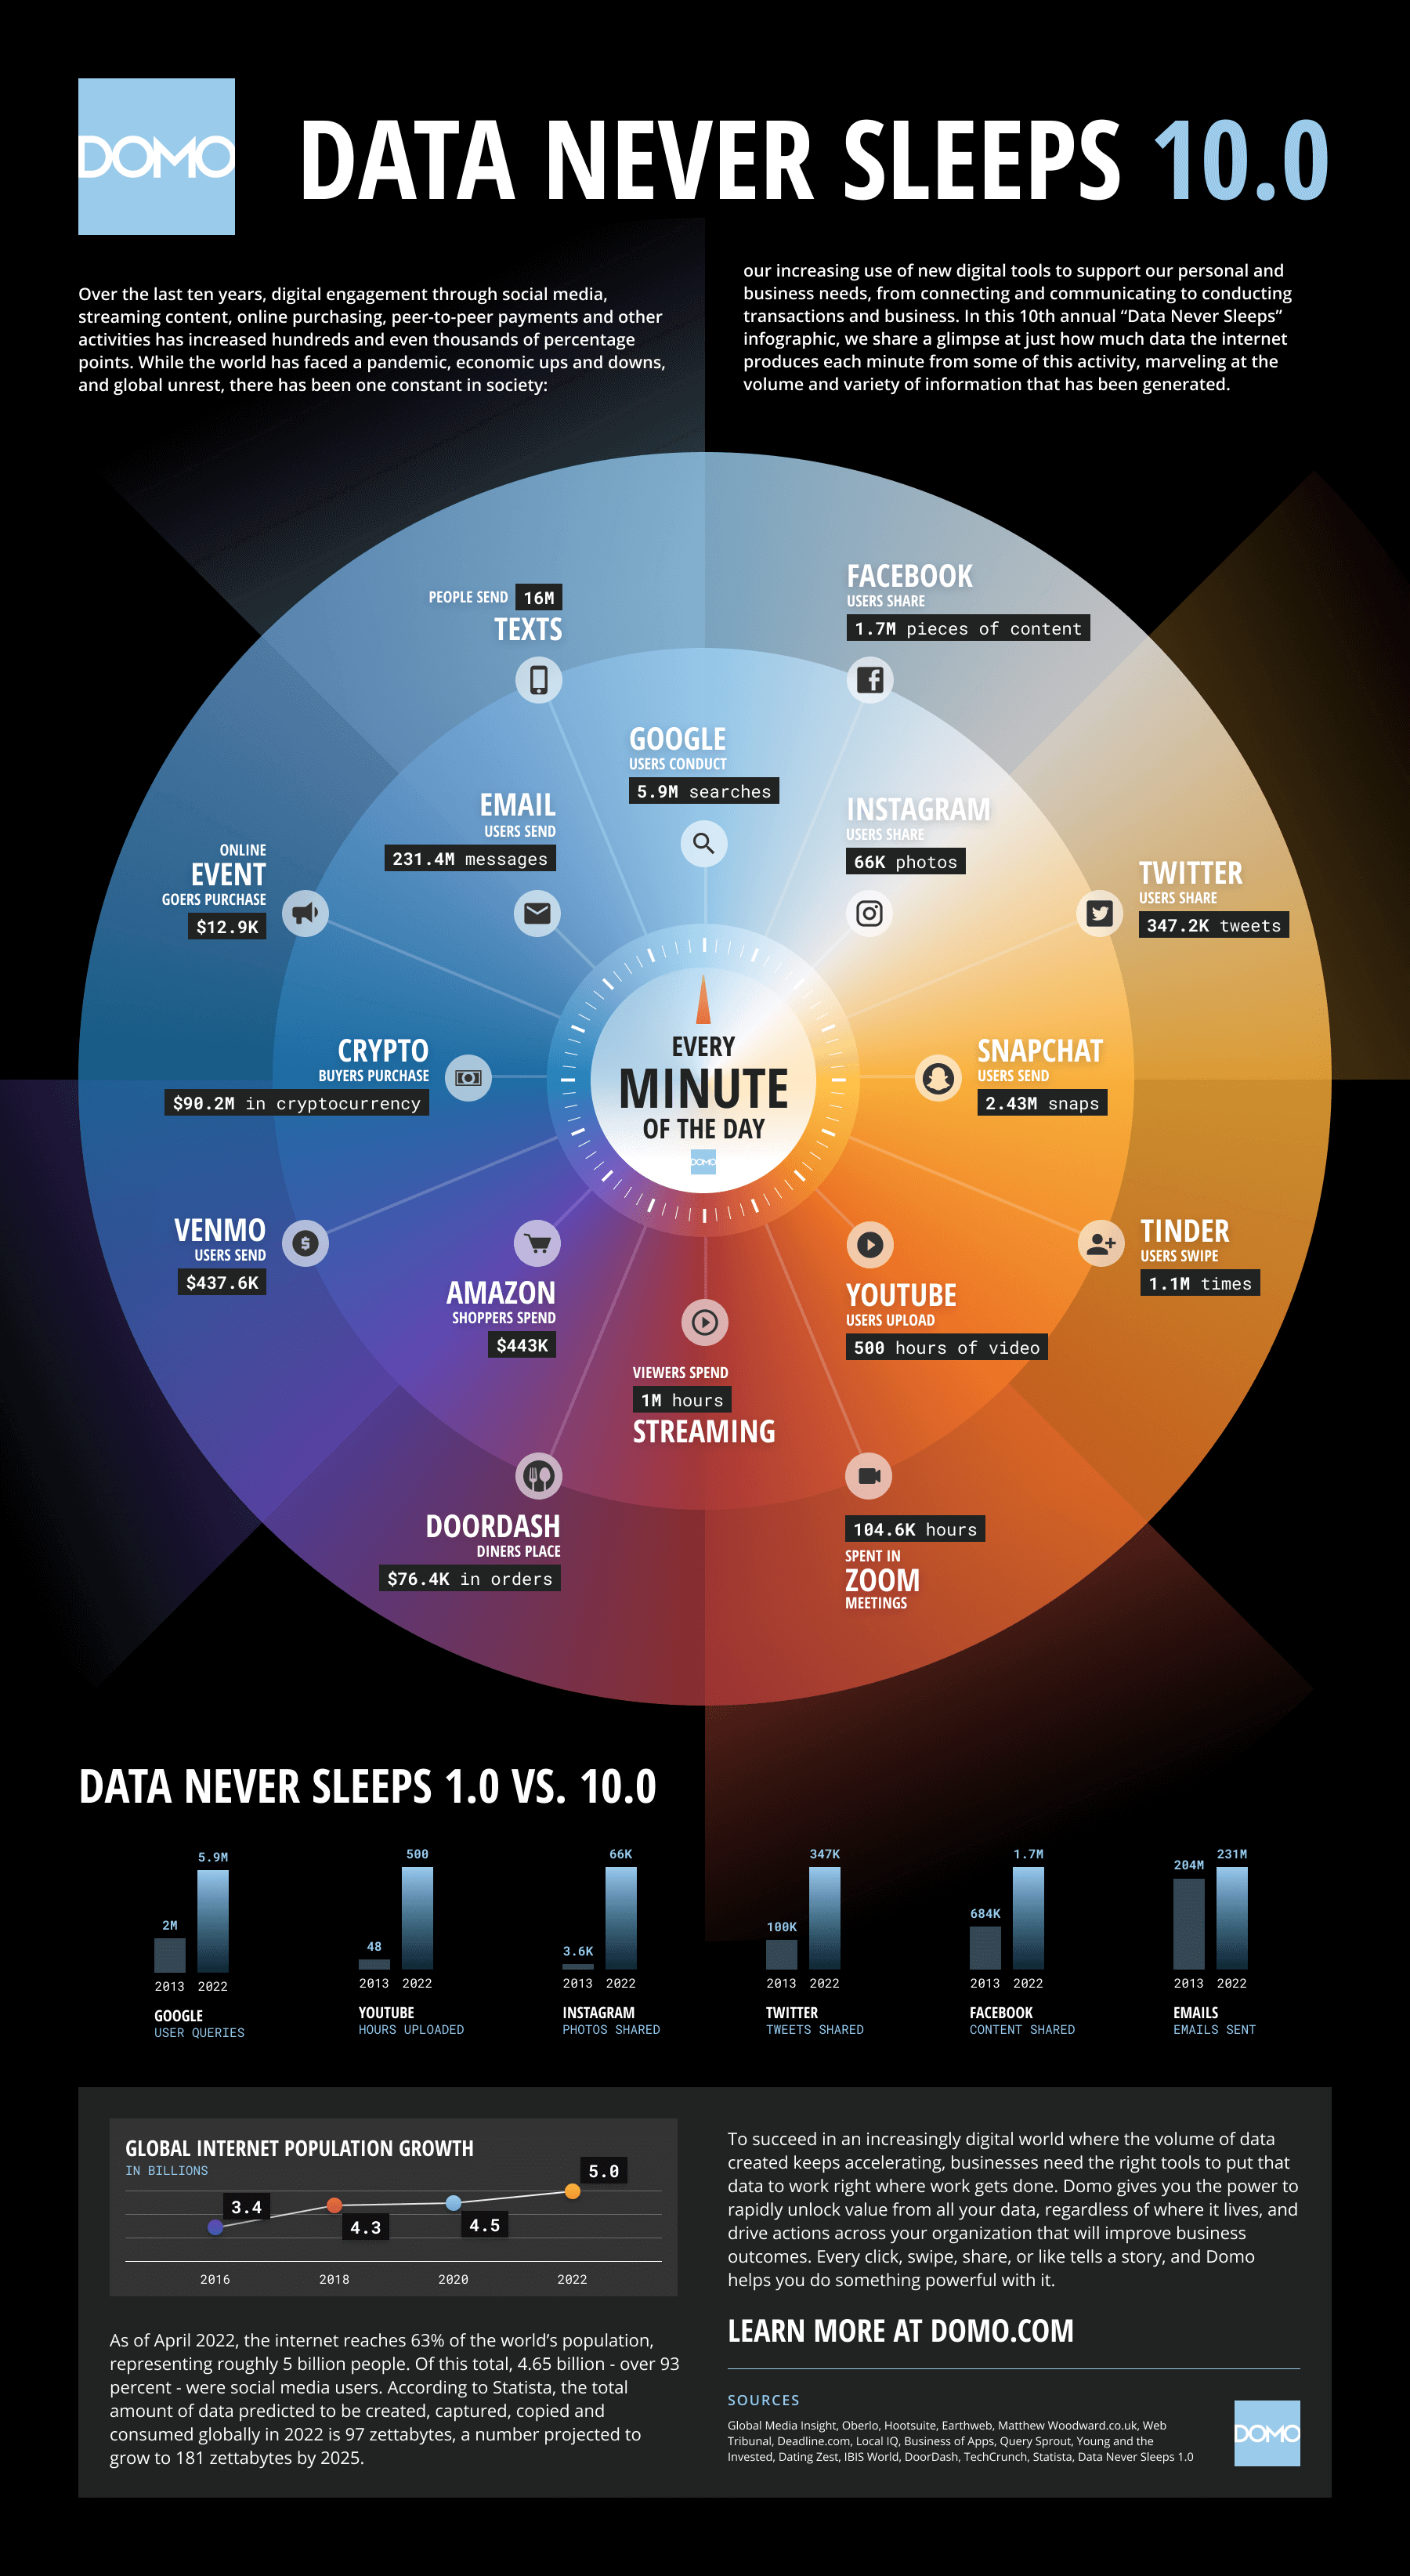 DOMO
DATA NEVER SLEEPS 10.0
Over the last ten years, digital engagement through social media,
streaming content, online purchasing, peer-to-peer payments and other
activities has increased hundreds and even thousands of percentage
points. While the world has faced a pandemic, economic ups and downs,
and global unrest, there has been one constant in society:
our increasing use of new digital tools to support our personal and
business needs, from connecting and communicating to conducting
transactions and business. In this 10th annual “Data Never Sleeps”
infographic, we share a glimpse at just how much data the internet
produces each minute from some of this activity, marveling at the
volume and variety of information that has been generated.
PEOPLE SEND 16M
TEXTS
FACEBOOK
USERS SHARE
1.7M pieces of content
GOOGLE
USERS CONDUCT
5.9M searches
EMAIL
USERS SEND
231.4M messages
INSTAGRAM
USERS SHARE
66K photos
ONLINE
EVENT
GOERS PURCHASE
$12.9K
TWITTER
USERS SHARE
347.2K tweets
CRYPTO
BUYERS PURCHASE
$90.2M in cryptocurrency
EVERY
MINUTE
OF THE DAY
DOMO
SNAPCHAT
USERS SEND
2.43M snaps
VENMO
USERS SEND
$437.6K
AMAZON
SHOPPERS SPEND
$443K
VIEWERS SPEND
1M hours
STREAMING
YOUTUBE
USERS UPLOAD
500 hours of video
TINDER
USERS SWIPE
1.1M times
DOORDASH
DINERS PLACE
$76.4K in orders
104.6K hours
SPENT IN
ZOOM
MEETINGS
DATA NEVER SLEEPS 1.0 VS. 10.0
2M
5.9M
2013 2022
GOOGLE
USER QUERIES
48
500
2013 2022
YOUTUBE
HOURS UPLOADED
3.6K
66K
2013 2022
INSTAGRAM
PHOTOS SHARED
100K
347K
2013 2022
TWITTER
TWEETS SHARED
684K
1.7M
2013 2022
FACEBOOK
CONTENT SHARED
204M
231M
2013 2022
EMAILS
EMAILS SENT
GLOBAL INTERNET POPULATION GROWTH
IN BILLIONS
3.4
4.3
4.5
5.0
2016 2018 2020 2022
As of April 2022, the internet reaches 63% of the world’s population,
representing roughly 5 billion people. Of this total, 4.65 billion - over 93
percent - were social media users. According to Statista, the total
amount of data predicted to be created, captured, copied and
consumed globally in 2022 is 97 zettabytes, a number projected to
grow to 181 zettabytes by 2025.
To succeed in an increasingly digital world where the volume of data
created keeps accelerating, businesses need the right tools to put that
data to work right where work gets done. Domo gives you the power to
rapidly unlock value from all your data, regardless of where it lives, and
drive actions across your organization that will improve business
outcomes. Every click, swipe, share, or like tells a story, and Domo
helps you do something powerful with it.
LEARN MORE AT DOMO.COM
SOURCES
Global Media Insight, Oberlo, Hootsuite, Earthweb, Matthew Woodward.co.uk, Web
Tribunal, Deadline.com, Local IQ, Business of Apps, Query Sprout, Young and the
Invested, Dating Zest, IBIS World, DoorDash, TechCrunch, Statista, Data Never Sleeps 1.0
DOMO